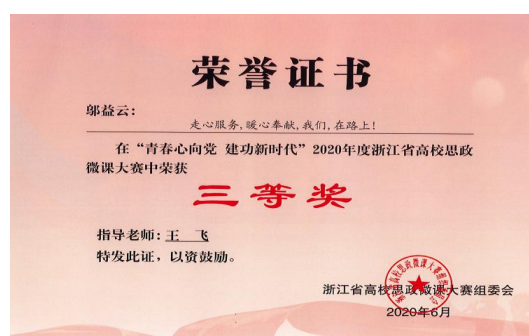 荣誉证书
邬益云：
走心服务，暖心奉献，我们，在路上！
在“青春心向党 建功新时代”2020年度浙江省高校思政
微课大赛中荣获
三等奖
指导老师：王 飞
特发此证，以资鼓励。
浙江省高校思政微课大赛组委会
2020年6月